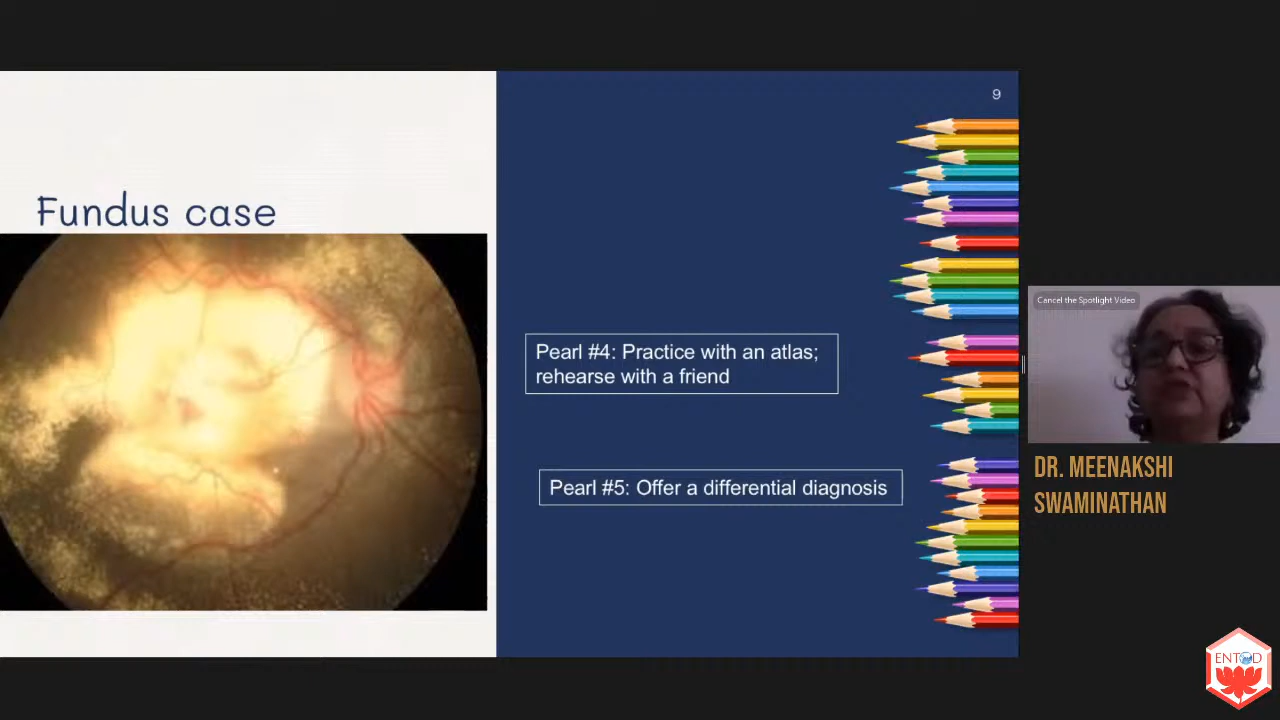 9
Fundus case
Pearl #4: Practice with an atlas;
rehearse with a friend
Pearl #5: Offer a differential diagnosis
Cancel the Spotlight Video
DR. MEENAKSHI
SWAMINATHAN
ENTOD